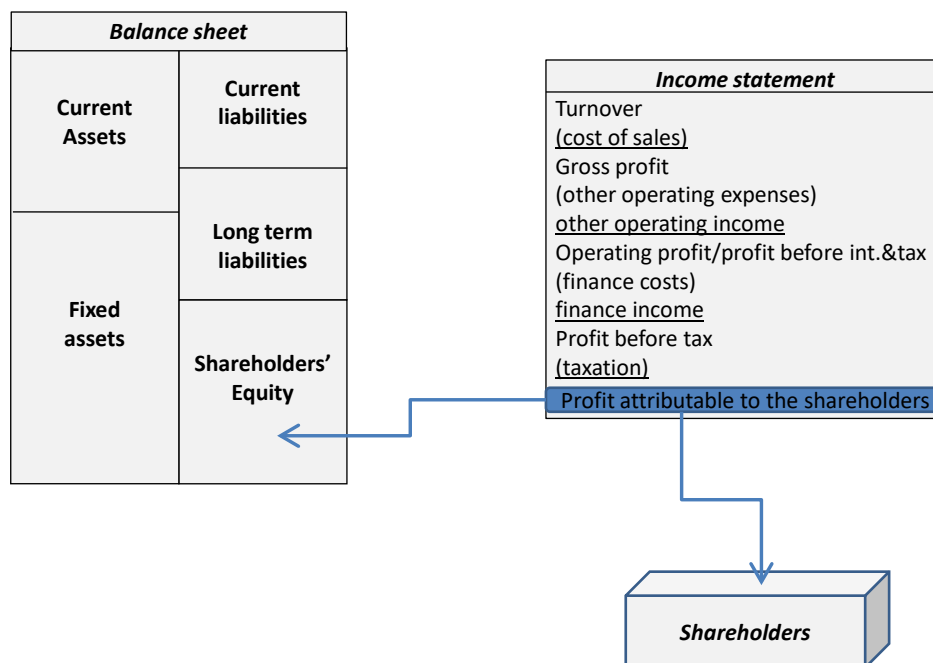 Balance sheet
Current
Assets
Current
liabilities
Long term
liabilities
Fixed
assets
Shareholders’
Equity
Income statement
Turnover
(cost of sales)
Gross profit
(other operating expenses)
other operating income
Operating profit/profit before int.&tax
(finance costs)
finance income
Profit before tax
(taxation)
Profit attributable to the shareholders
Shareholders